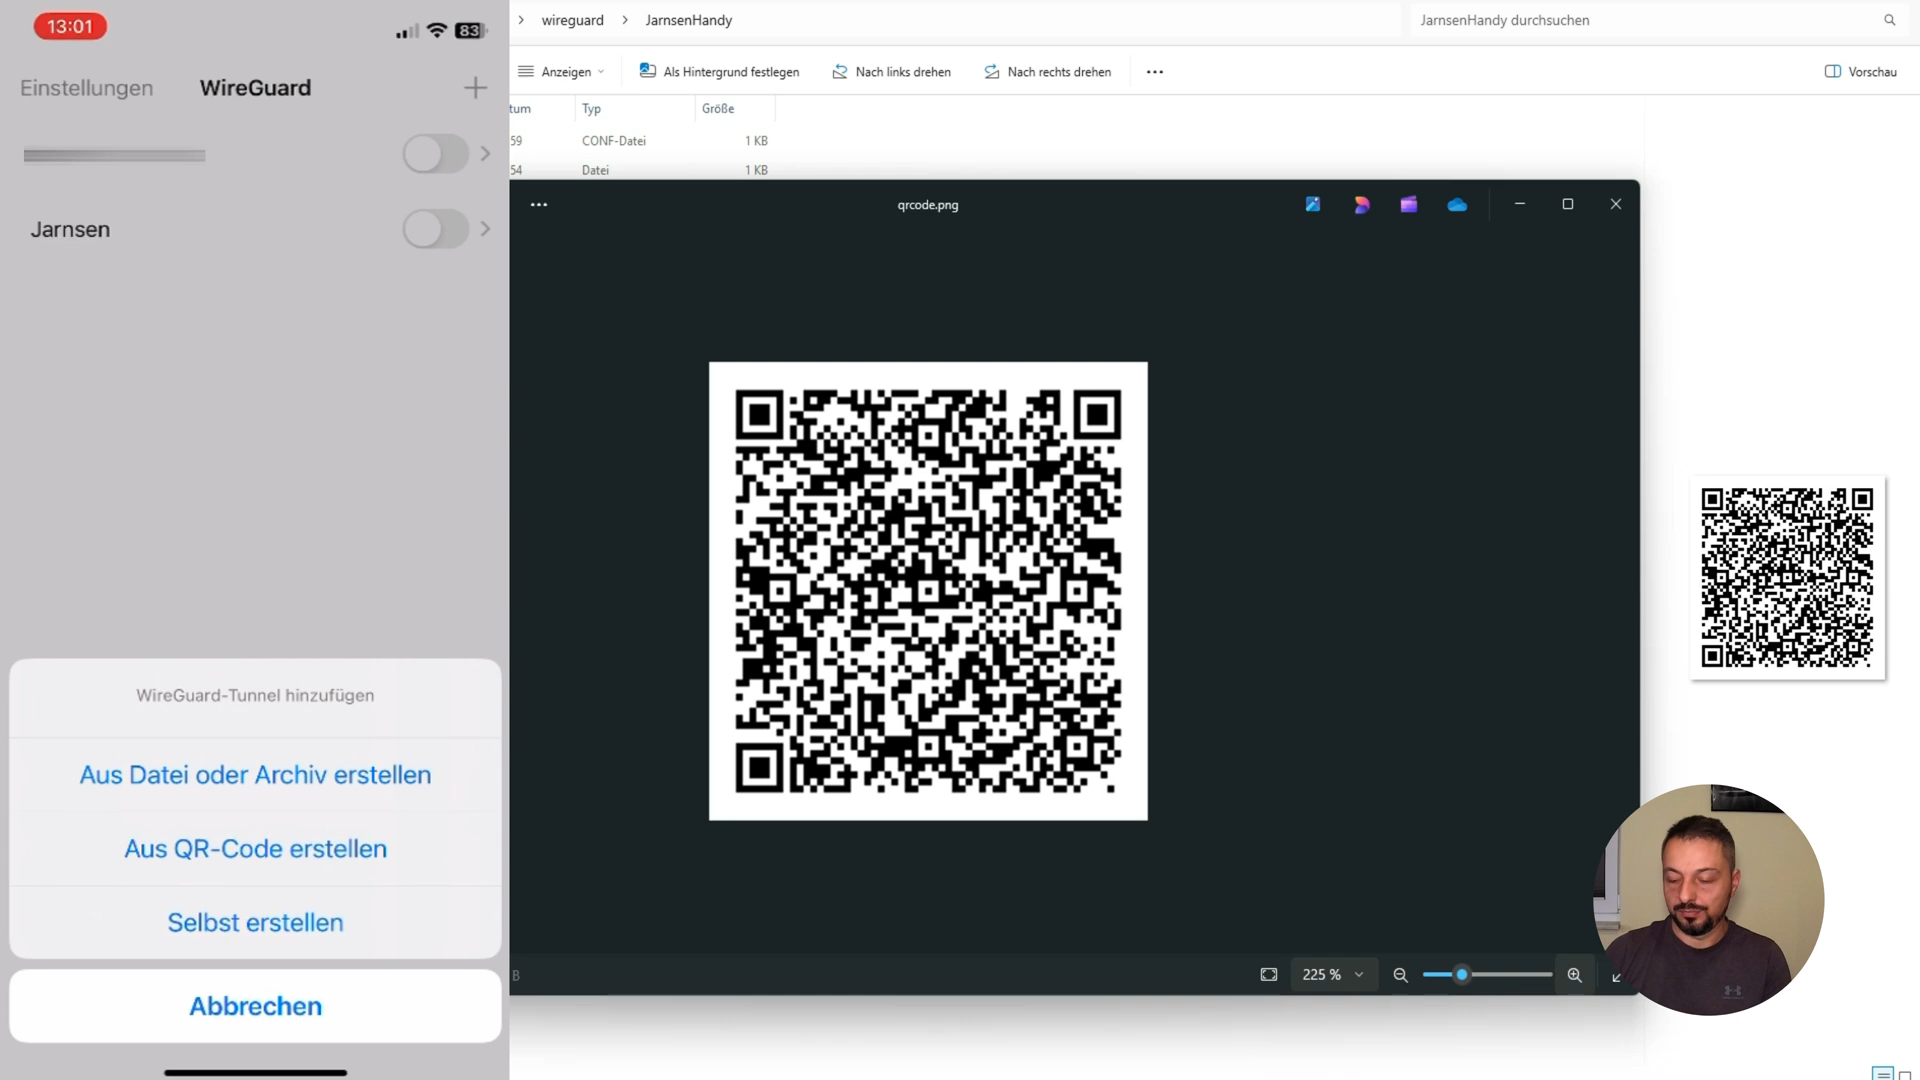 13:01
83
Einstellungen
WireGuard
Jarnsen
WireGuard-Tunnel hinzufügen
Aus Datei oder Archiv erstellen
Aus QR-Code erstellen
Selbst erstellen
Abbrechen
wireguard
JarnsenHandy
JarnsenHandy durchsuchen
Anzeigen
Als Hintergrund festlegen
Nach links drehen
Nach rechts drehen
Vorschau
tum
Typ
Größe
59
CONF-Datei
1 KB
54
Datei
1 KB
qrcode.png
B
225 %